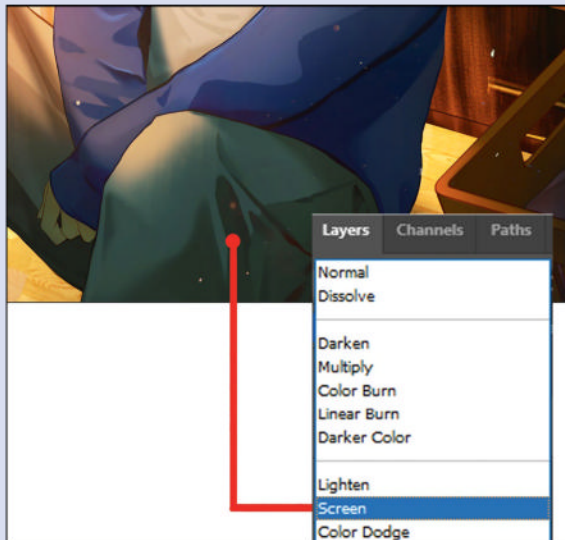 Layers Channels Paths
Normal
Dissolve
Darken
Multiply
Color Burn
Linear Burn
Darker Color
Lighten
Screen
Color Dodge